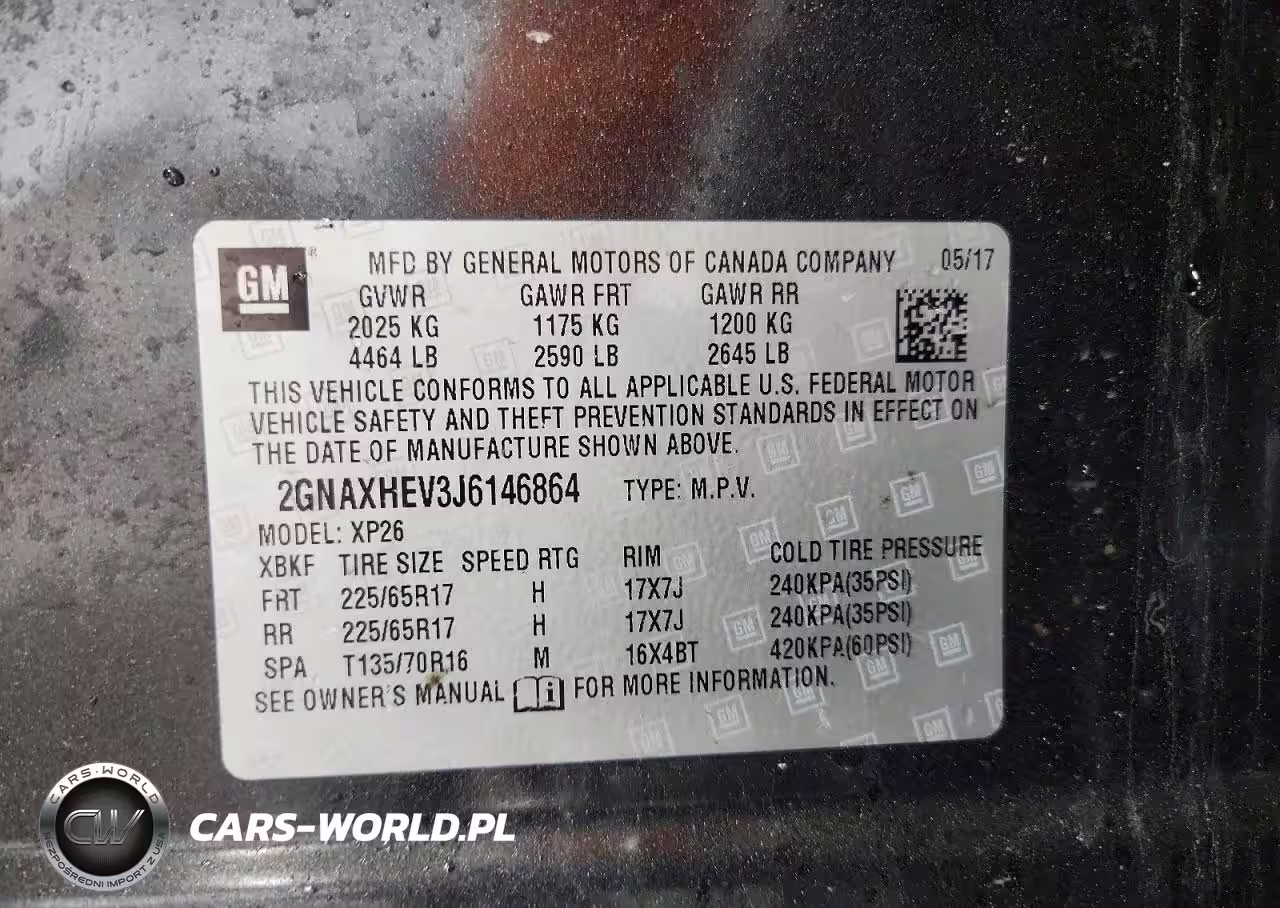 GM
MFD BY GENERAL MOTORS OF CANADA COMPANY 05/17
GVWR GAWR FRT GAWR RR
2025 KG 1175 KG 1200 KG
4464 LB 2590 LB 2645 LB
THIS VEHICLE CONFORMS TO ALL APPLICABLE U.S. FEDERAL MOTOR
VEHICLE SAFETY AND THEFT PREVENTION STANDARDS IN EFFECT ON
THE DATE OF MANUFACTURE SHOWN ABOVE.
2GNAXHEV3J6146864 TYPE: M.P.V.
MODEL: XP26
XBKF TIRE SIZE SPEED RTG RIM COLD TIRE PRESSURE
FRT 225/65R17 H 17X7J 240KPA(35PSI)
RR 225/65R17 H 17X7J 240KPA(35PSI)
SPA T135/70R16 M 16X4BT 420KPA(60PSI)
SEE OWNER'S MANUAL i FOR MORE INFORMATION.
CARS-WORLD
CW
BEZPOŚREDNI IMPORT Z USA
CARS-WORLD.PL